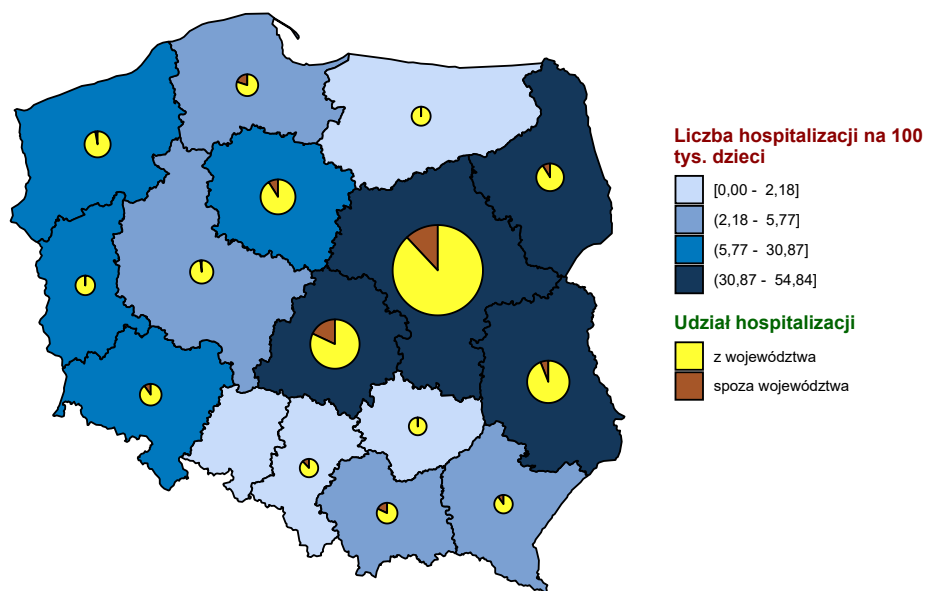 Liczba hospitalizacji na 100
tys. dzieci
[0,00 - 2,18]
(2,18 - 5,77]
(5,77 - 30,87]
(30,87 - 54,84]
Udział hospitalizacji
z województwa
spoza województwa